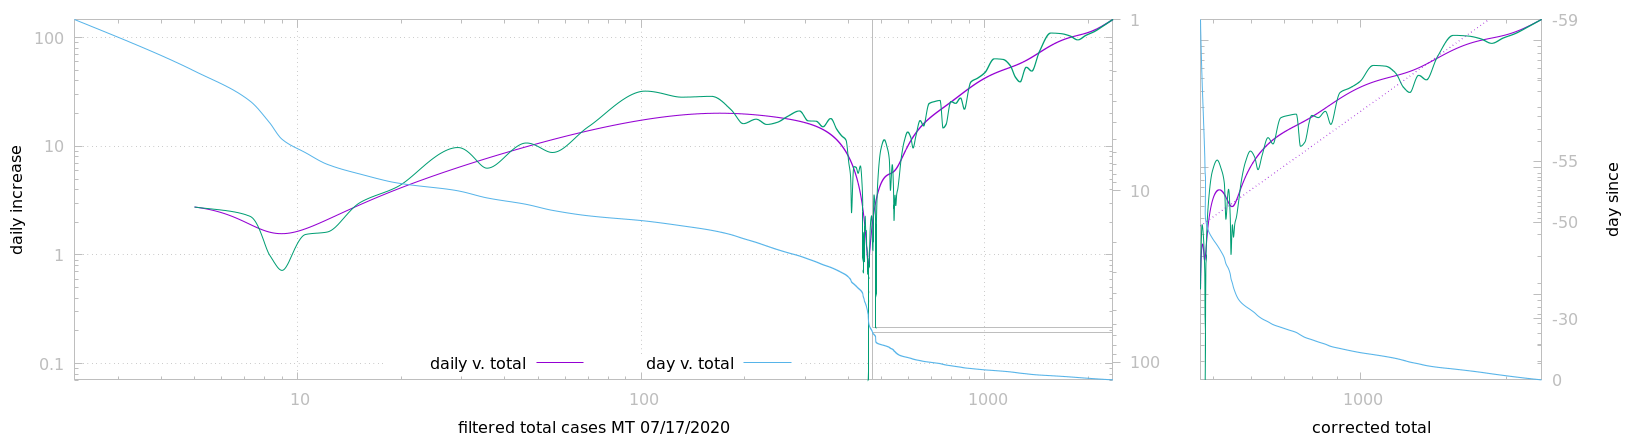 100
10
1
0.1
daily increase
10
100
1000
filtered total cases MT 07/17/2020
daily v. total
day v. total
1
10
100
1000
corrected total
-59
-55
-50
-30
0
day since